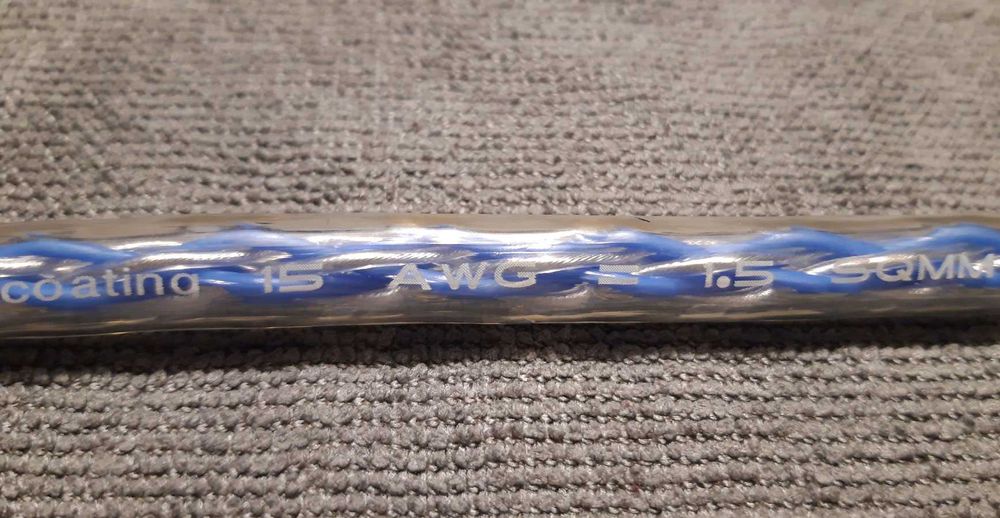 coating 15 AWG = 1.5 SQMM